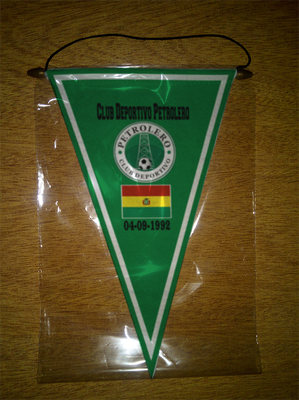 CLUB DEPORTIVO PETROLERO
PETROLERO
CLUB DEPORTIVO
04-09-1992